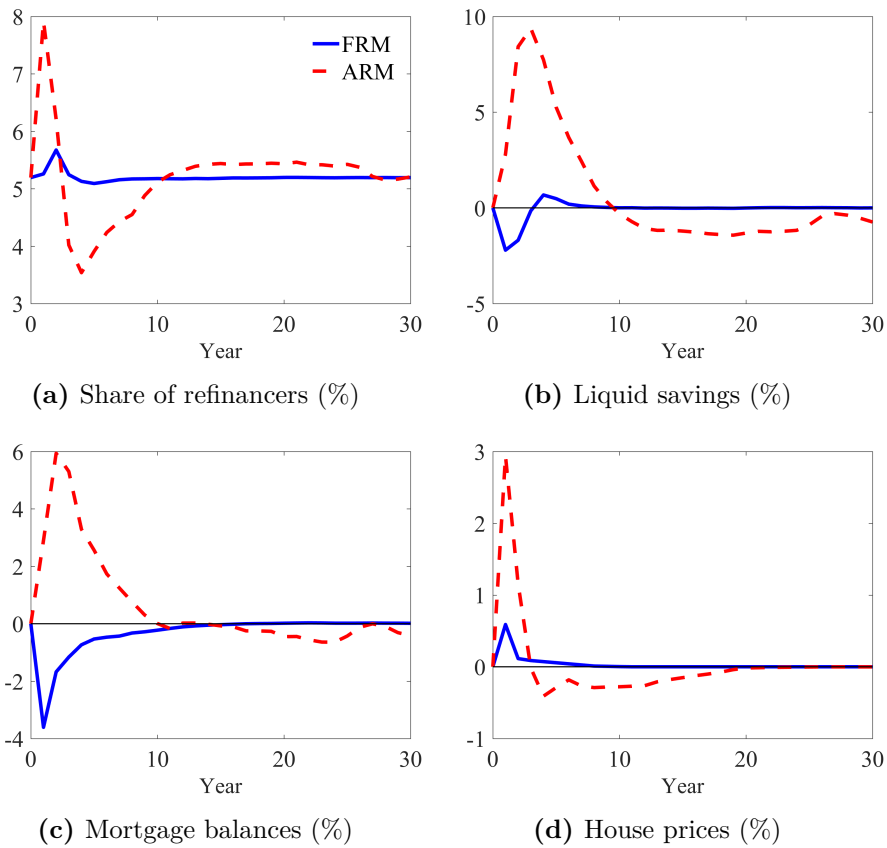 8
7
6
5
4
3
FRM
ARM
0 10 20 30
Year
(a) Share of refinancers (%)
10
5
0
-5
0 10 20 30
Year
(b) Liquid savings (%)
6
4
2
0
-2
-4
0 10 20 30
Year
(c) Mortgage balances (%)
3
2
1
0
-1
0 10 20 30
Year
(d) House prices (%)